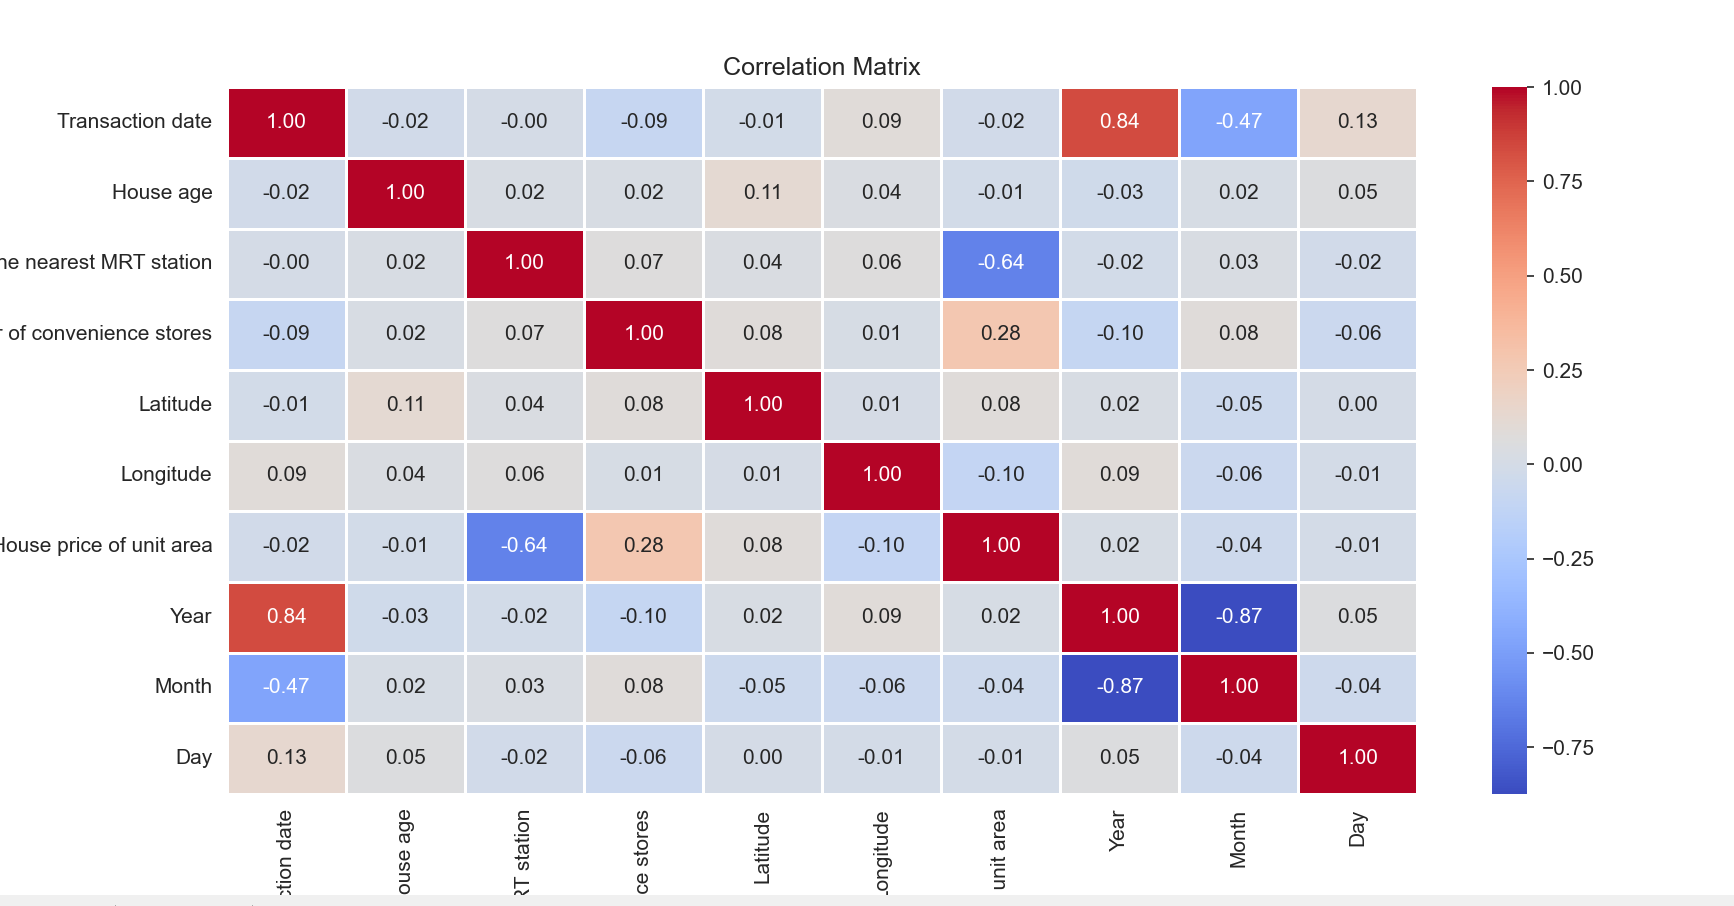 Correlation Matrix
Transaction date 1.00 -0.02 -0.00 -0.09 -0.01 0.09 -0.02 0.84 -0.47 0.13
House age -0.02 1.00 0.02 0.02 0.11 0.04 -0.01 -0.03 0.02 0.05
he nearest MRT station -0.00 0.02 1.00 0.07 0.04 0.06 -0.64 -0.02 0.03 -0.02
r of convenience stores -0.09 0.02 0.07 1.00 0.08 0.01 0.28 -0.10 0.08 -0.06
Latitude -0.01 0.11 0.04 0.08 1.00 0.01 0.08 0.02 -0.05 0.00
Longitude 0.09 0.04 0.06 0.01 0.01 1.00 -0.10 0.09 -0.06 -0.01
House price of unit area -0.02 -0.01 -0.64 0.28 0.08 -0.10 1.00 0.02 -0.04 -0.01
Year 0.84 -0.03 -0.02 -0.10 0.02 0.09 0.02 1.00 -0.87 0.05
Month -0.47 0.02 0.03 0.08 -0.05 -0.06 -0.04 -0.87 1.00 -0.04
Day 0.13 0.05 -0.02 -0.06 0.00 -0.01 -0.01 0.05 -0.04 1.00
ction date
ouse age
RT station
ce stores
Latitude
ongitude
unit area
Year
Month
Day
1.00
0.75
0.50
0.25
0.00
−0.25
−0.50
−0.75